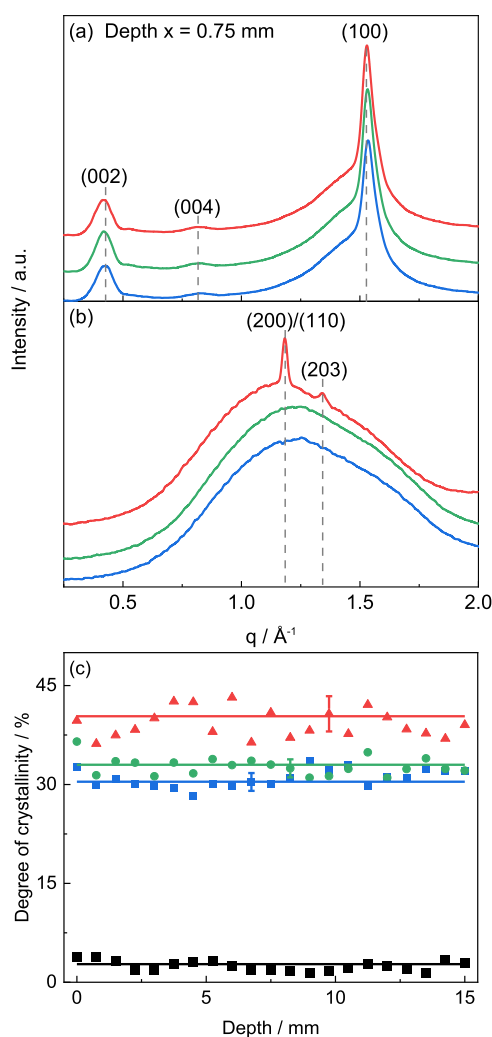 (a) Depth x = 0.75 mm
(100)
(002)
(004)
Intensity / a.u.
(b)
(200)/(110)
(203)
0.5 1.0 1.5 2.0
q / Å⁻¹
(c)
45
30
15
0
Degree of crystallinity / %
0 5 10 15
Depth / mm